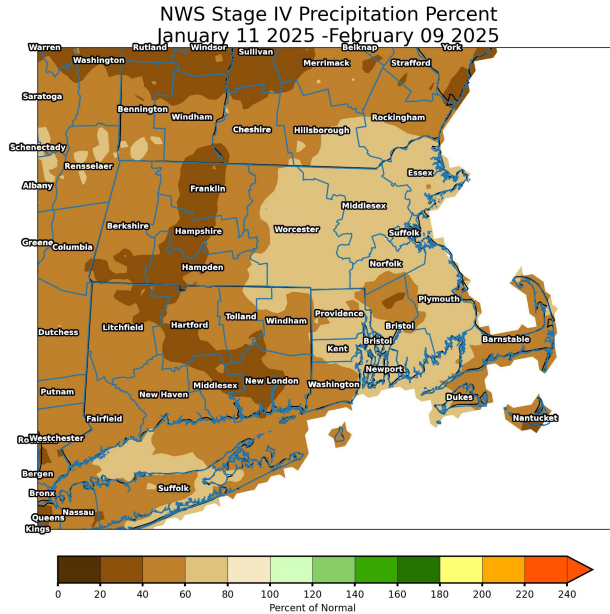 NWS Stage IV Precipitation Percent
January 11 2025 -February 09 2025
Warren
Rutland
Windsor
Sullivan
Belknap
York
Washington
Merrimack
Strafford
Saratoga
Bennington
Windham
Rockingham
Cheshire
Hillsborough
Schenectady
Rensselaer
Essex
Albany
Franklin
Middlesex
Berkshire
Hampshire
Worcester
Suffolk
Greene
Columbia
Hampden
Norfolk
Plymouth
Dutchess
Litchfield
Hartford
Tolland
Windham
Providence
Bristol
Bristol
Barnstable
Kent
Newport
Putnam
New Haven
Middlesex
New London
Washington
Dukes
Fairfield
Nantucket
Westchester
Bergen
Suffolk
Bronx
Nassau
Queens
Kings
0 20 40 60 80 100 120 140 160 180 200 220 240
Percent of Normal